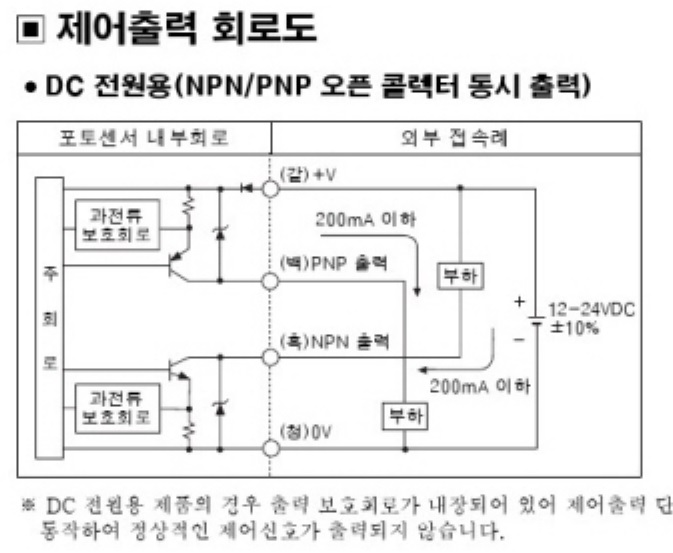 ▣ 제어출력 회로도
• DC 전원용(NPN/PNP 오픈 콜렉터 동시 출력)
포토센서 내부회로
외부 접속례
(갈)+V
과전류
보호회로
200mA 이하
(백)PNP 출력
부하
주
회
로
+
12-24VDC
±10%
−
(흑)NPN 출력
200mA 이하
과전류
보호회로
부하
(청)0V
※ DC 전원용 제품의 경우 출력 보호회로가 내장되어 있어 제어출력 단
동작하여 정상적인 제어신호가 출력되지 않습니다.